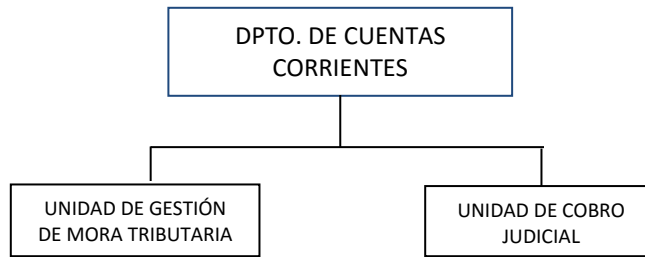 DPTO. DE CUENTAS
CORRIENTES
UNIDAD DE GESTIÓN
DE MORA TRIBUTARIA
UNIDAD DE COBRO
JUDICIAL